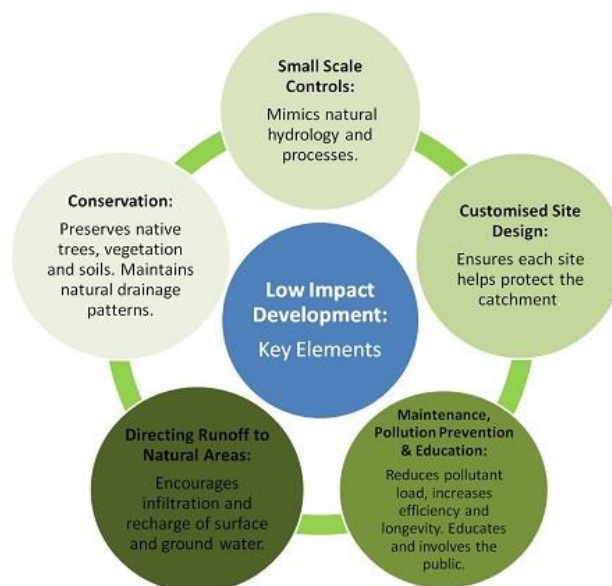 Small Scale
Controls:
Mimics natural
hydrology and
processes.
Customised Site
Design:
Ensures each site
helps protect the
catchment
Maintenance,
Pollution Prevention
& Education:
Reduces pollutant
load, increases
efficiency and
longevity. Educates
and involves the
public.
Directing Runoff to
Natural Areas:
Encourages
infiltration and
recharge of surface
and ground water.
Conservation:
Preserves native
trees, vegetation
and soils. Maintains
natural drainage
patterns.
Low Impact
Development:
Key Elements